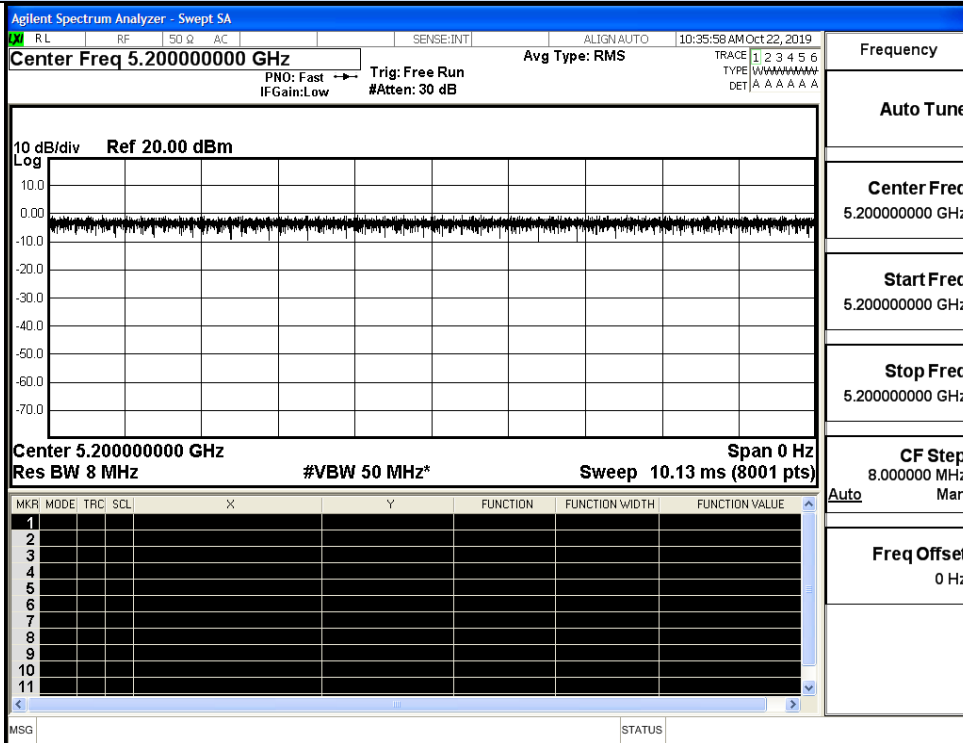 Agilent Spectrum Analyzer - Swept SA
LXI RL RF 50 Ω AC SENSE:INT ALIGN AUTO 10:35:58 AM Oct 22, 2019
Center Freq 5.200000000 GHz
Avg Type: RMS
TRACE 1 2 3 4 5 6
TYPE WWWWWW
DET A A A A A A
PNO: Fast
IFGain:Low
Trig: Free Run
#Atten: 30 dB
10 dB/div
Log
Ref 20.00 dBm
10.0
0.00
-10.0
-20.0
-30.0
-40.0
-50.0
-60.0
-70.0
Center 5.200000000 GHz Span 0 Hz
Res BW 8 MHz #VBW 50 MHz* Sweep 10.13 ms (8001 pts)
MKR MODE TRC SCL X Y FUNCTION FUNCTION WIDTH FUNCTION VALUE
1
2
3
4
5
6
7
8
9
10
11
MSG STATUS
Frequency
Auto Tune
Center Freq
5.200000000 GHz
Start Freq
5.200000000 GHz
Stop Freq
5.200000000 GHz
CF Step
8.000000 MHz
Auto Man
Freq Offset
0 Hz